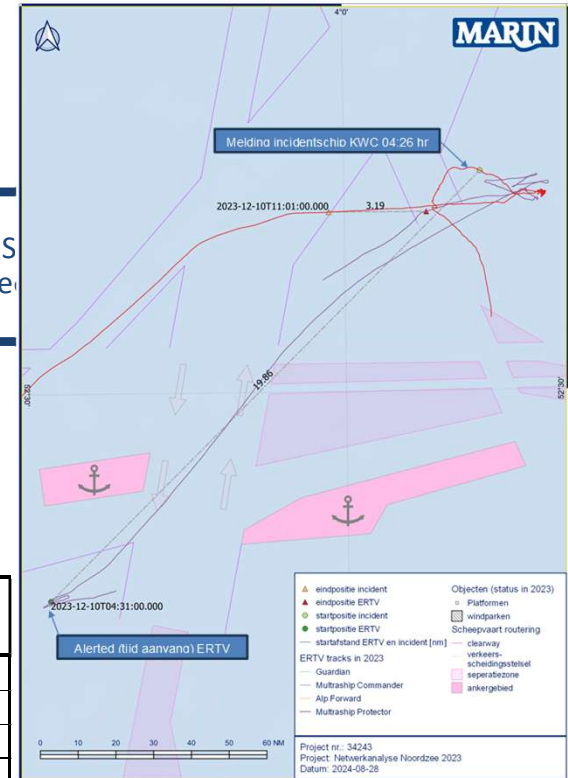 4°0'
MARIN
Melding incidentschip KWC 04:26 hr
2023-12-10T11:01:00.000
3.19
S
52°30'
52°30'
19.86
2023-12-10T04:31:00.000
Alerted (tijd aanvang) ERTV
0 10 20 30 40 50 60 NM
eindpositie incident
eindpositie ERTV
startpositie incident
startpositie ERTV
startafstand ERTV en incident [nm]
ERTV tracks in 2023
Guardian
Multraship Commander
Alp Forward
Multraship Protector
Objecten (status in 2023)
Platformen
windparken
Scheepvaart routering
clearway
verkeers-
scheidingsstelsel
seperatiezone
ankergebied
Project nr.: 34243
Project: Netwerkanalyse Noordzee 2023
Datum: 2024-08-28